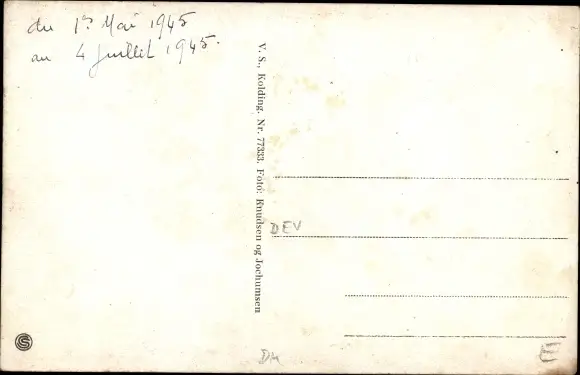 du 1er Mai 1945
au 4 Juillet 1945.
V. S., Kolding. Nr. 77333. Foto: Knudsen og Jochumsen
DEV
DM
E
S